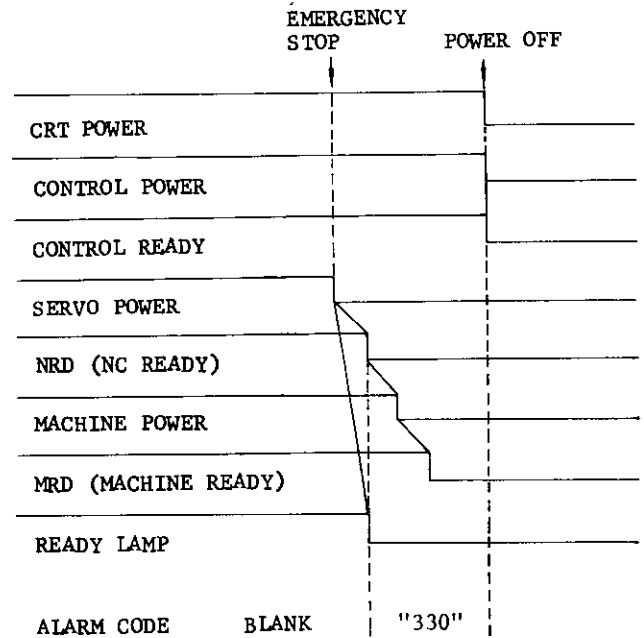 EMERGENCY
STOP
POWER OFF
CRT POWER
CONTROL POWER
CONTROL READY
SERVO POWER
NRD (NC READY)
MACHINE POWER
MRD (MACHINE READY)
READY LAMP
ALARM CODE BLANK "330"